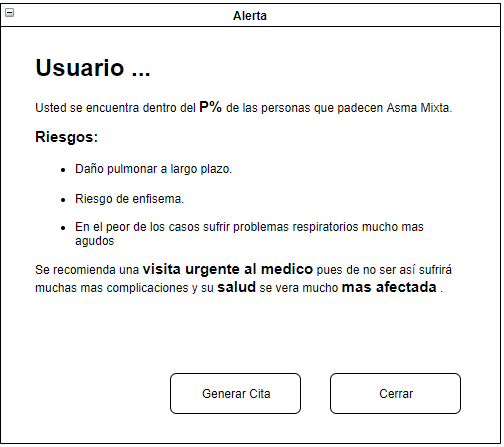 Alerta
Usuario ...
Usted se encuentra dentro del P% de las personas que padecen Asma Mixta.
Riesgos:
Daño pulmonar a largo plazo.
Riesgo de enfisema.
En el peor de los casos sufrir problemas respiratorios mucho mas
agudos
Se recomienda una visita urgente al medico pues de no ser así sufrirá
muchas mas complicaciones y su salud se vera mucho mas afectada .
Generar Cita
Cerrar